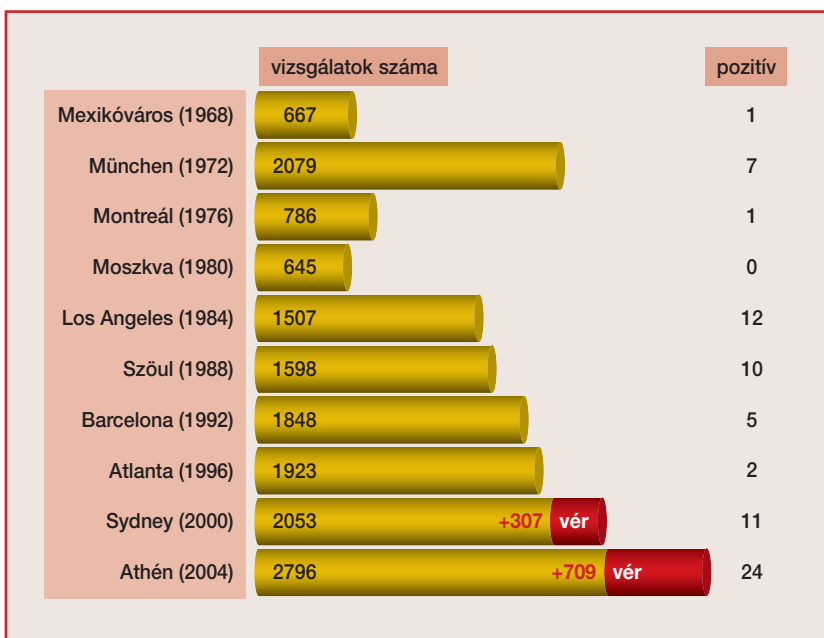 vizsgálatok száma pozitív
Mexikóváros (1968) 667 1
München (1972) 2079 7
Montreál (1976) 786 1
Moszkva (1980) 645 0
Los Angeles (1984) 1507 12
Szöul (1988) 1598 10
Barcelona (1992) 1848 5
Atlanta (1996) 1923 2
Sydney (2000) 2053 +307 vér 11
Athén (2004) 2796 +709 vér 24